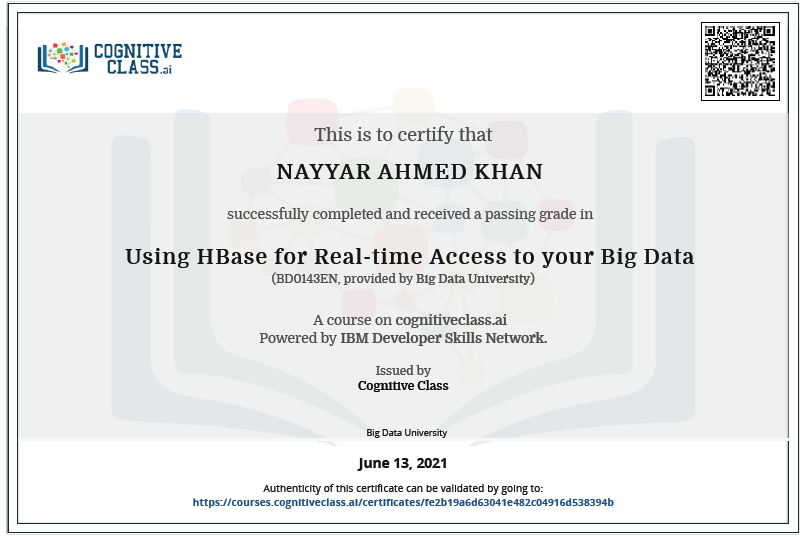 COGNITIVE
CLASS.ai
This is to certify that
NAYYAR AHMED KHAN
successfully completed and received a passing grade in
Using HBase for Real-time Access to your Big Data
(BD0143EN, provided by Big Data University)
A course on cognitiveclass.ai
Powered by IBM Developer Skills Network.
Issued by
Cognitive Class
Big Data University
June 13, 2021
Authenticity of this certificate can be validated by going to:
https://courses.cognitiveclass.ai/certificates/fe2b19a6d63041e482c04916d538394b